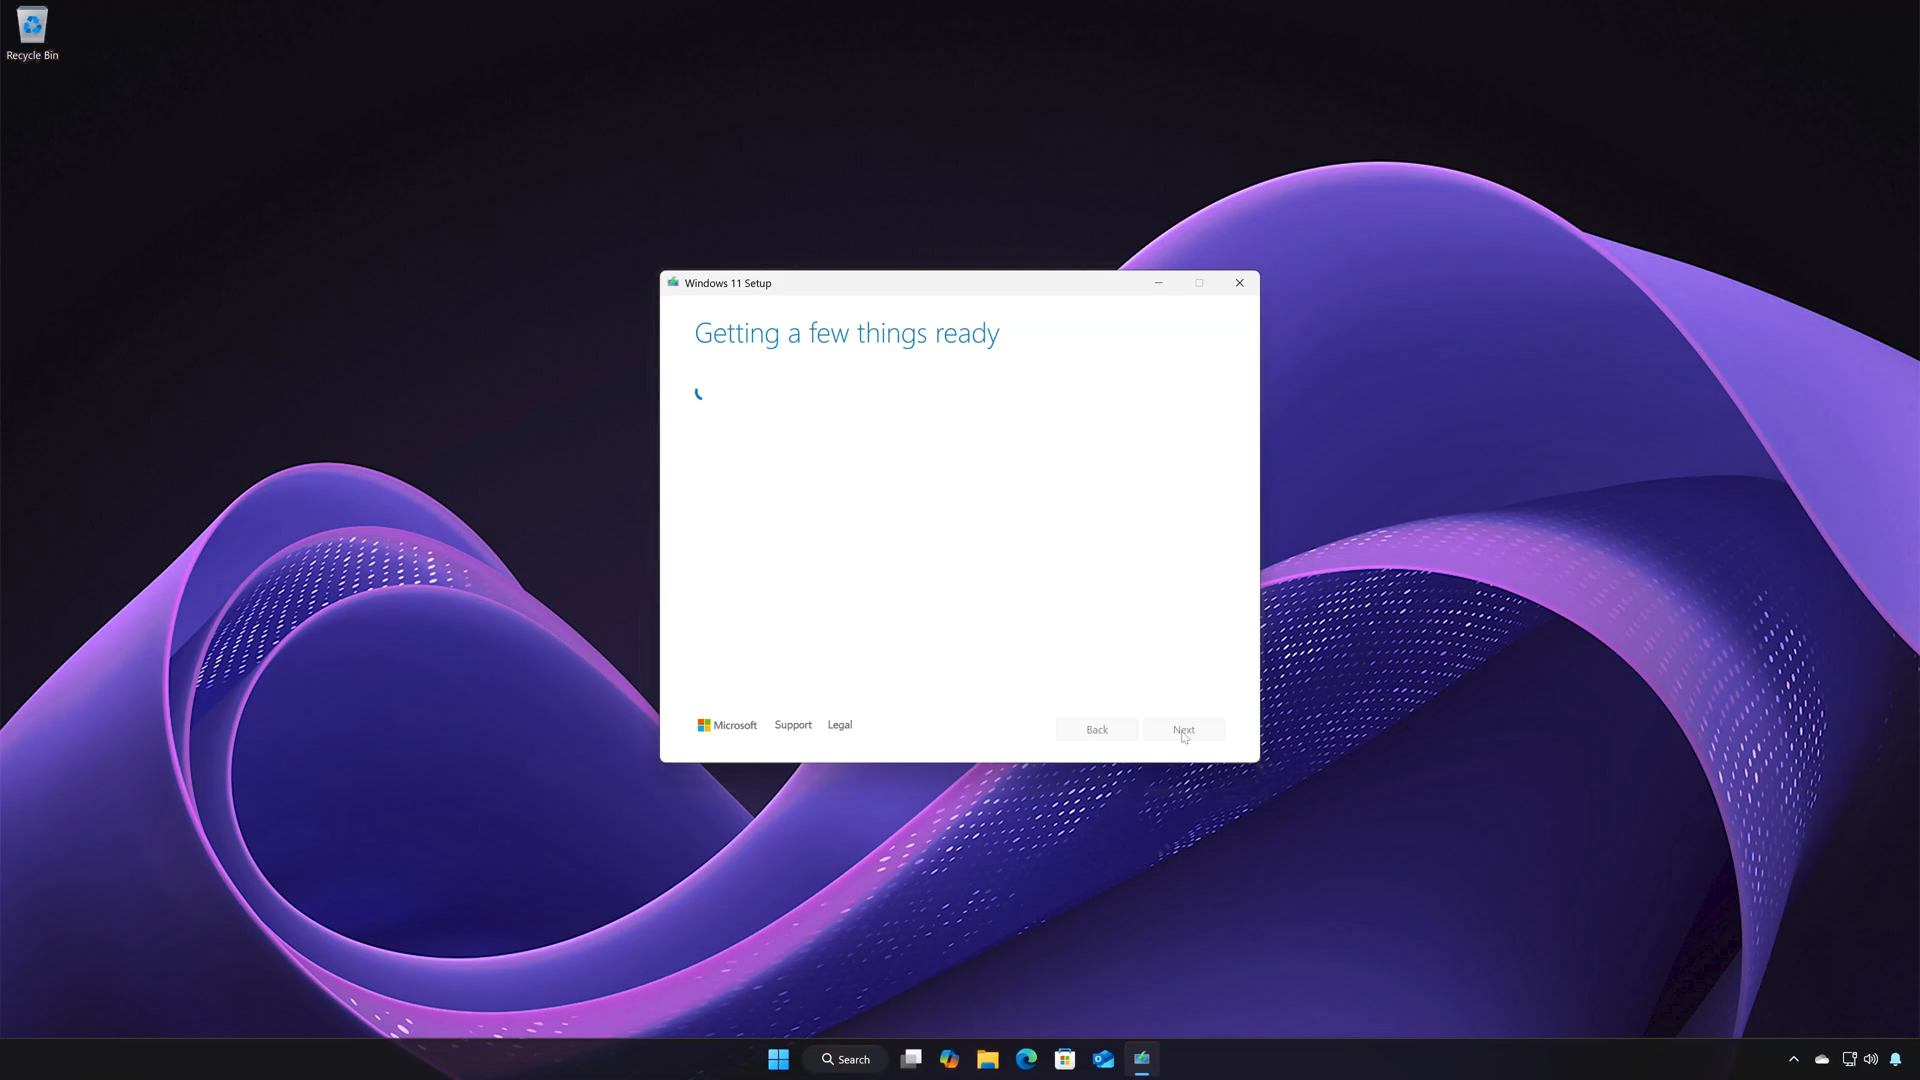 Recycle Bin
Windows 11 Setup
Getting a few things ready
Microsoft Support Legal
Back Next
Search